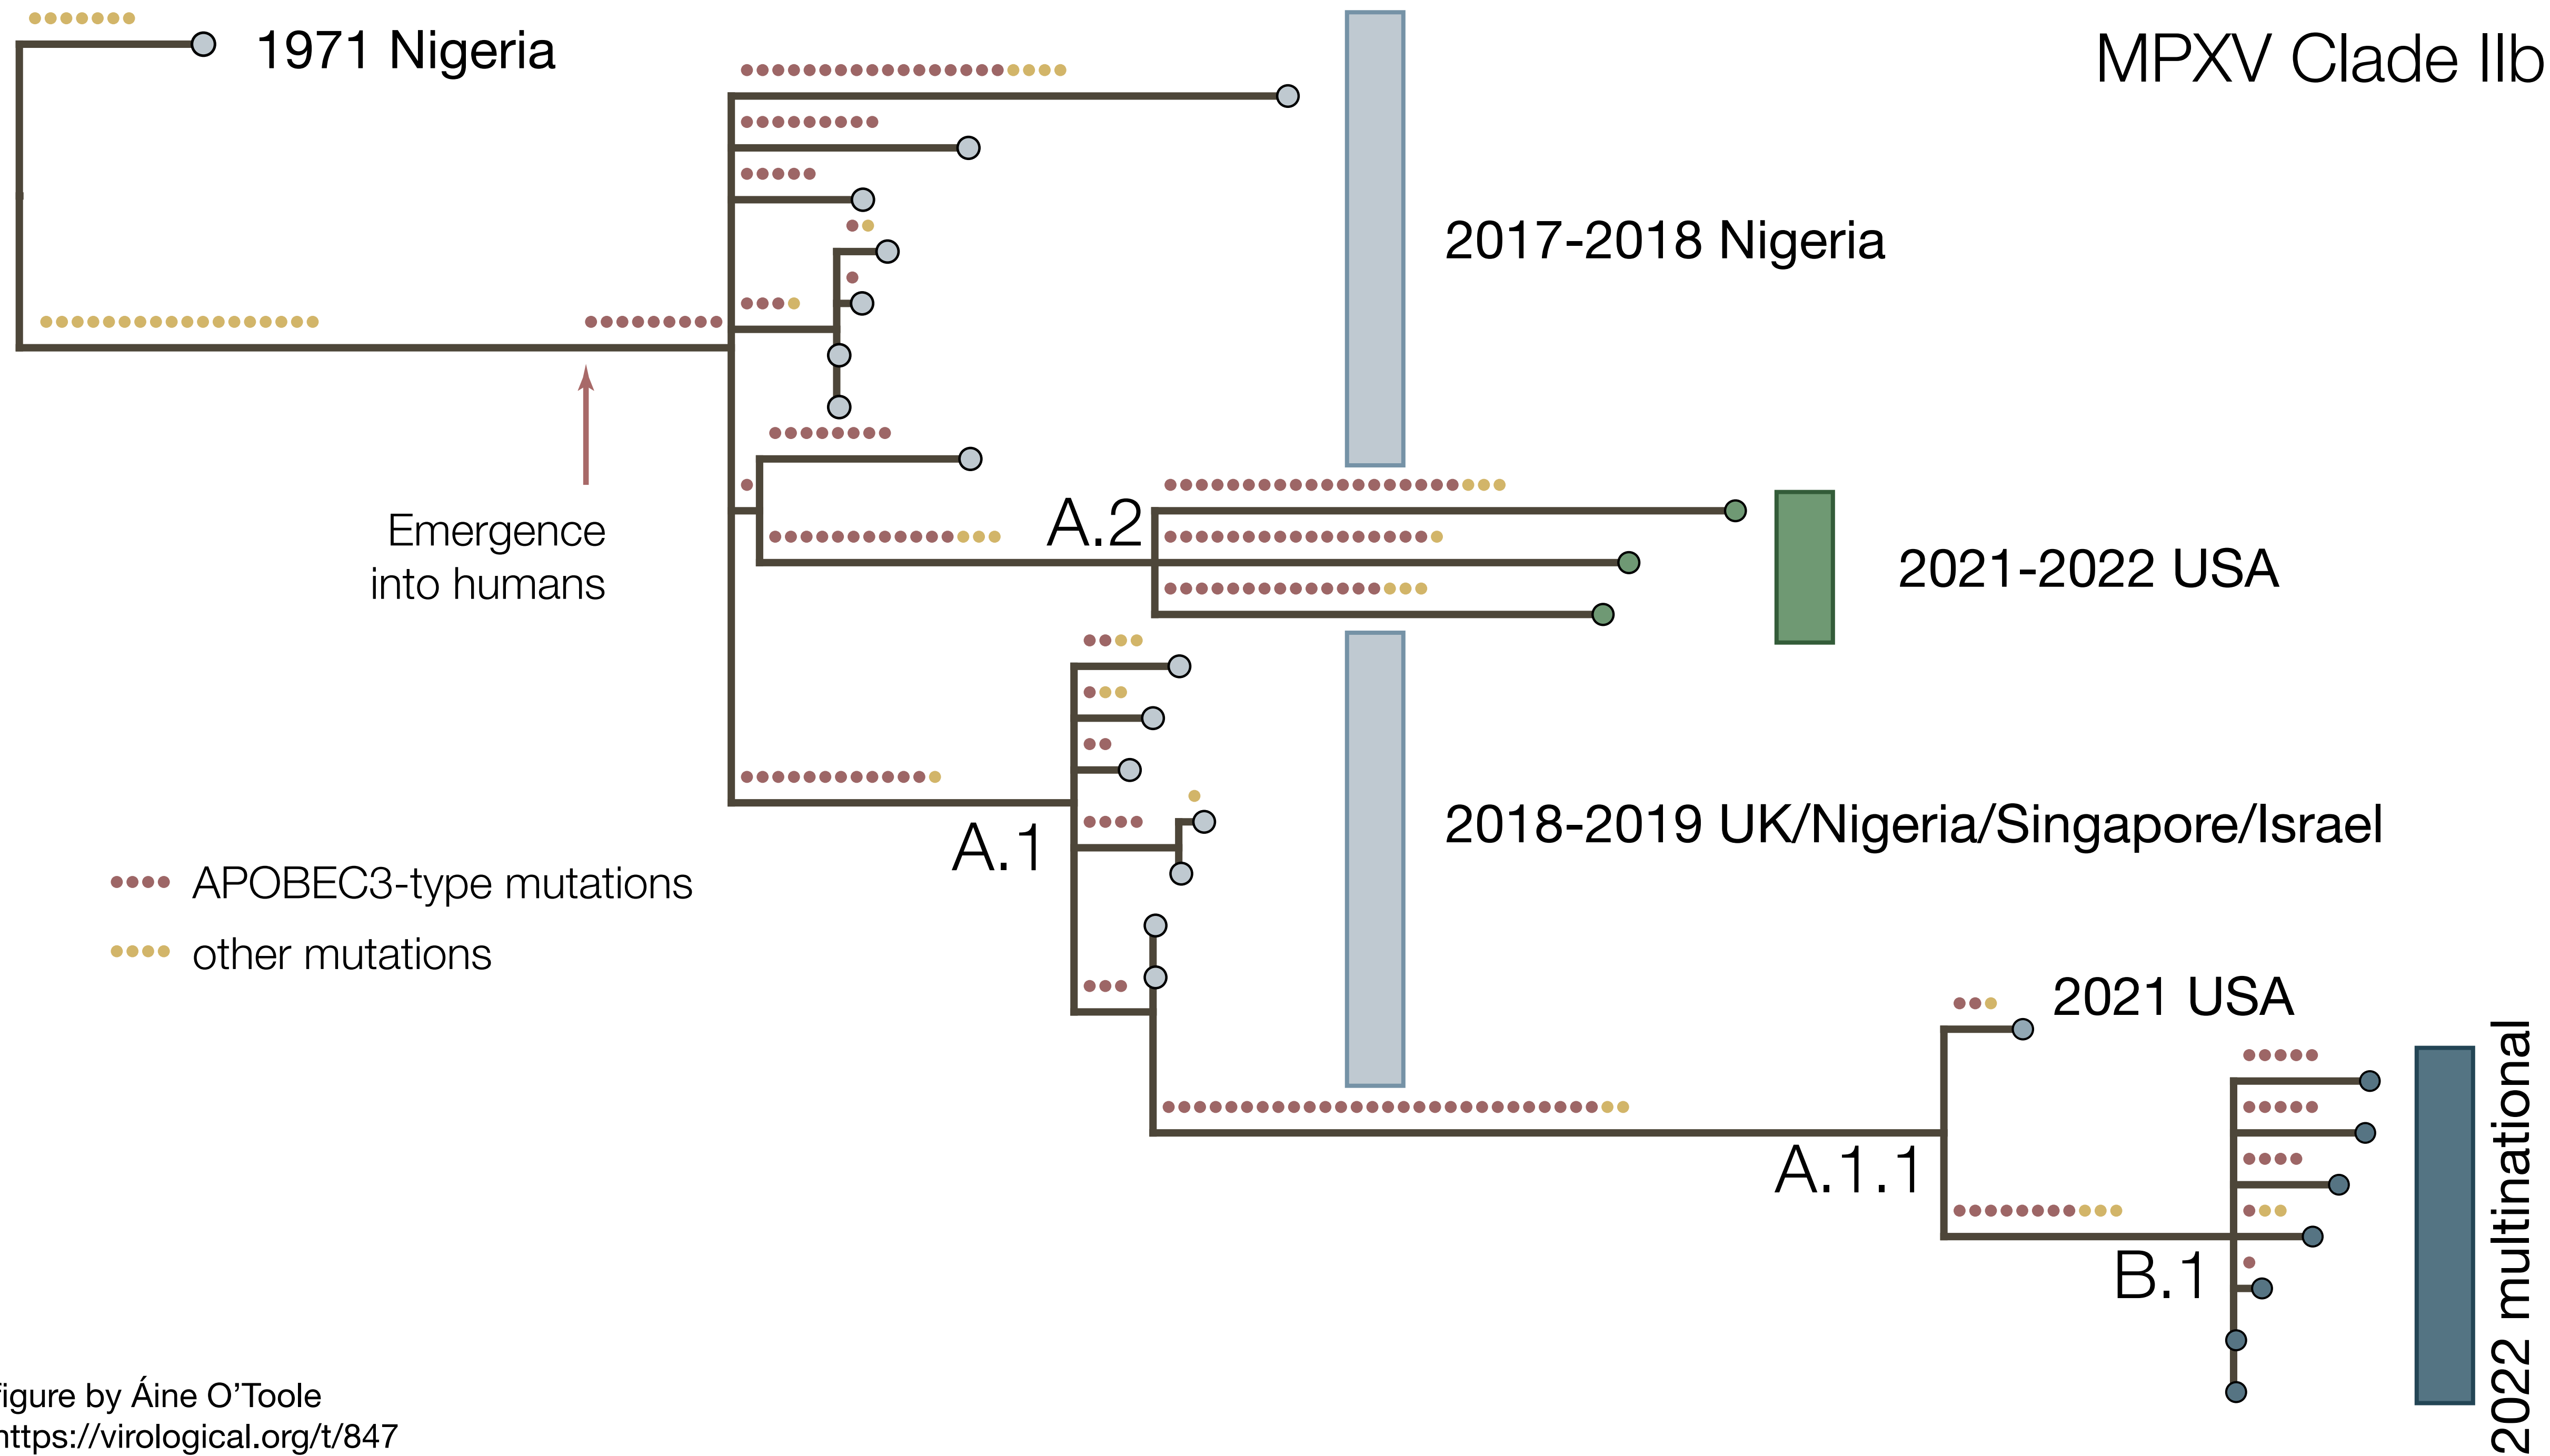 1971 Nigeria
MPXV Clade IIb
2017-2018 Nigeria
Emergence
into humans
A.2
2021-2022 USA
A.1
2018-2019 UK/Nigeria/Singapore/Israel
APOBEC3-type mutations
other mutations
2021 USA
A.1.1
B.1
2022 multinational
figure by Áine O'Toole
https://virological.org/t/847